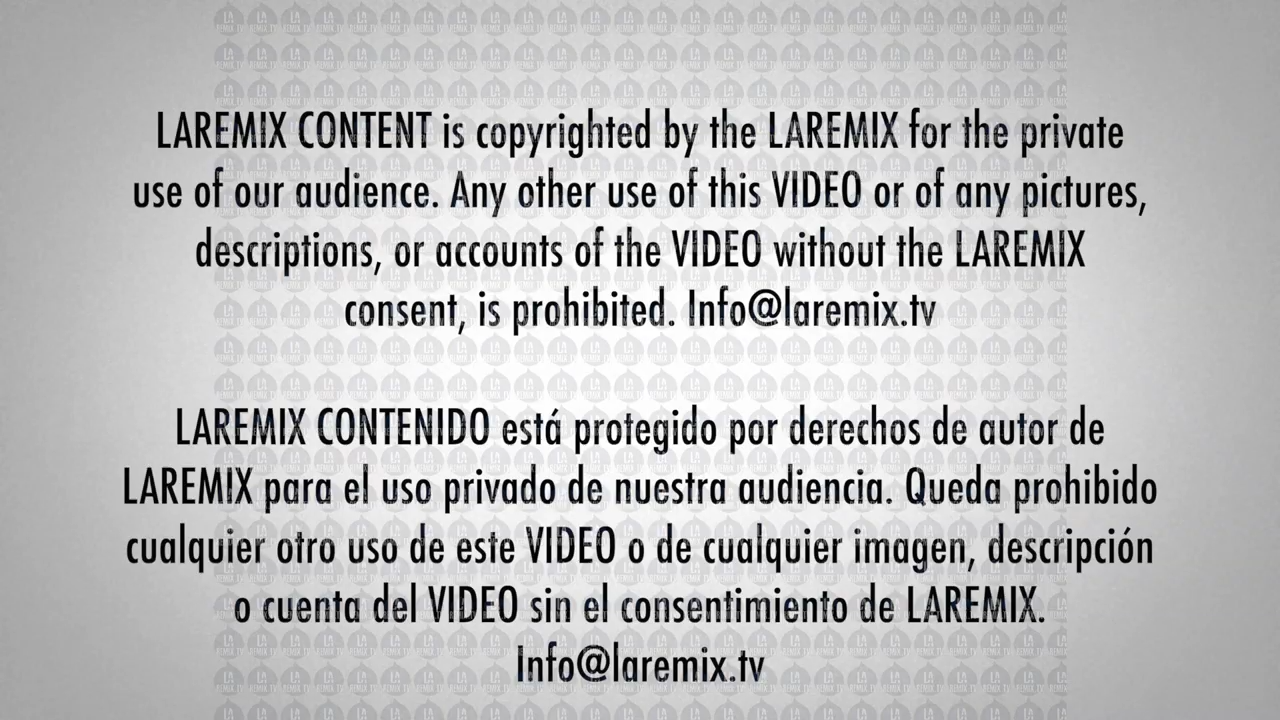 LAREMIX CONTENT is copyrighted by the LAREMIX for the private
use of our audience. Any other use of this VIDEO or of any pictures,
descriptions, or accounts of the VIDEO without the LAREMIX
consent, is prohibited. Info@laremix.tv
LAREMIX CONTENIDO está protegido por derechos de autor de
LAREMIX para el uso privado de nuestra audiencia. Queda prohibido
cualquier otro uso de este VIDEO o de cualquier imagen, descripción
o cuenta del VIDEO sin el consentimiento de LAREMIX.
Info@laremix.tv